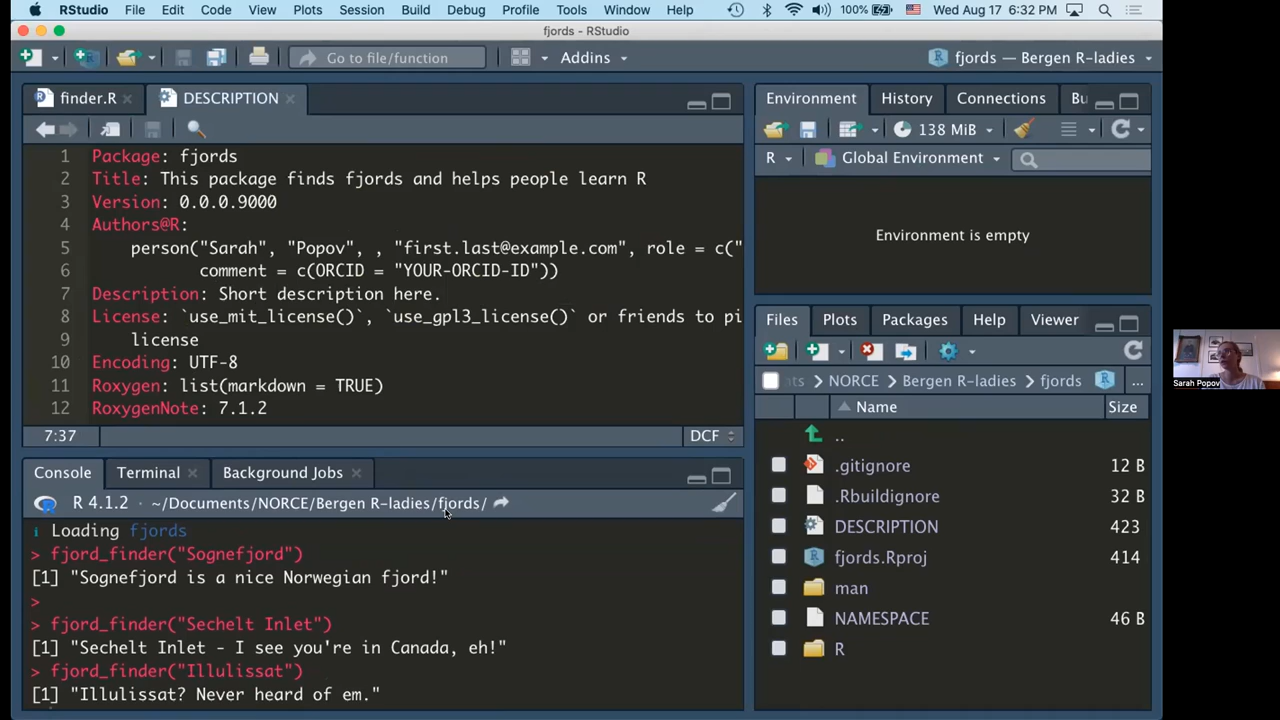 RStudio File Edit Code View Plots Session Build Debug Profile Tools Window Help 100% Wed Aug 17 6:32 PM
fjords - RStudio
Go to file/function Addins fjords — Bergen R-ladies
finder.R DESCRIPTION
1 Package: fjords
2 Title: This package finds fjords and helps people learn R
3 Version: 0.0.0.9000
4 Authors@R:
5 person("Sarah", "Popov", , "first.last@example.com", role = c("
6 comment = c(ORCID = "YOUR-ORCID-ID"))
7 Description: Short description here.
8 License: `use_mit_license()`, `use_gpl3_license()` or friends to pi
9 license
10 Encoding: UTF-8
11 Roxygen: list(markdown = TRUE)
12 RoxygenNote: 7.1.2
7:37 DCF
Console Terminal Background Jobs
R 4.1.2 · ~/Documents/NORCE/Bergen R-ladies/fjords/
i Loading fjords
> fjord_finder("Sognefjord")
[1] "Sognefjord is a nice Norwegian fjord!"
>
> fjord_finder("Sechelt Inlet")
[1] "Sechelt Inlet - I see you're in Canada, eh!"
> fjord_finder("Illulissat")
[1] "Illulissat? Never heard of em."
Environment History Connections Bu
138 MiB
R Global Environment
Environment is empty
Files Plots Packages Help Viewer
nts > NORCE > Bergen R-ladies > fjords ...
Name Size
..
.gitignore 12 B
.Rbuildignore 32 B
DESCRIPTION 423
fjords.Rproj 414
man
NAMESPACE 46 B
R
Sarah Popov